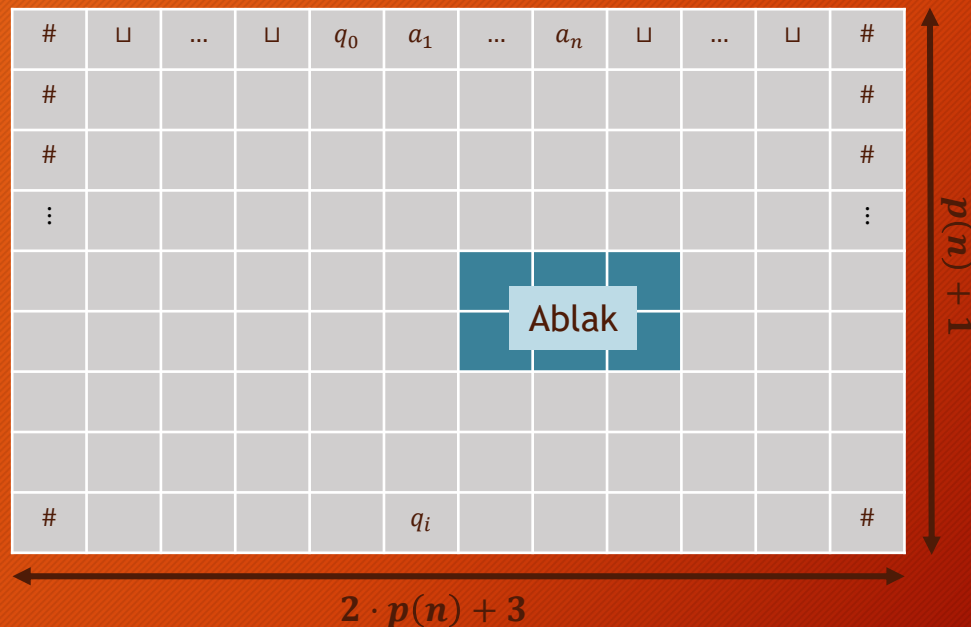 # ⊔ ... ⊔ q₀ a₁ ... aₙ ⊔ ... ⊔ #
# #
# #
⋮ ⋮
Ablak
# qᵢ #
p(n) + 1
2 · p(n) + 3